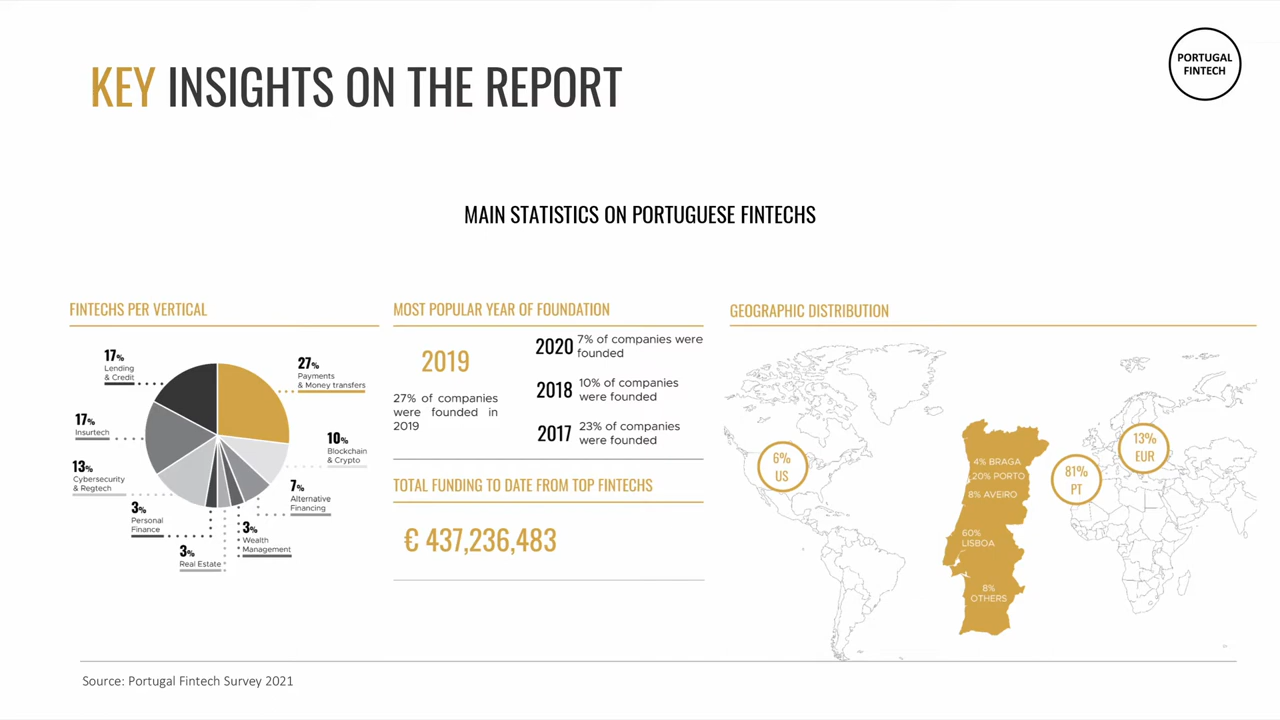 PORTUGAL
FINTECH
KEY INSIGHTS ON THE REPORT
MAIN STATISTICS ON PORTUGUESE FINTECHS
FINTECHS PER VERTICAL
17%
Lending
& Credit
27%
Payments
& Money transfers
17%
Insurtech
10%
Blockchain
& Crypto
13%
Cybersecurity
& Regtech
7%
Alternative
Financing
3%
Personal
Finance
3%
Wealth
Management
3%
Real Estate
MOST POPULAR YEAR OF FOUNDATION
2019
27% of companies
were founded in
2019
2020 7% of companies were
founded
2018 10% of companies
were founded
2017 23% of companies
were founded
TOTAL FUNDING TO DATE FROM TOP FINTECHS
€ 437,236,483
GEOGRAPHIC DISTRIBUTION
6%
US
4% BRAGA
20% PORTO
8% AVEIRO
60%
LISBOA
8%
OTHERS
81%
PT
13%
EUR
Source: Portugal Fintech Survey 2021